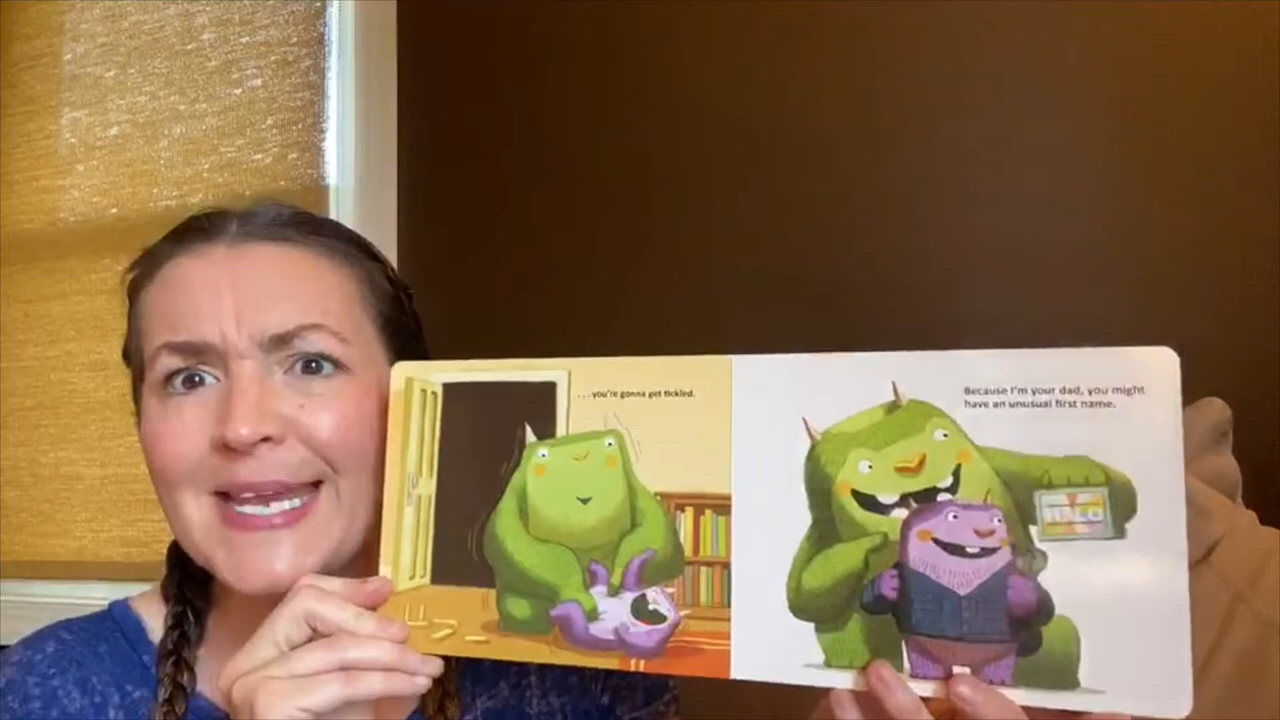 . . . you're gonna get tickled.
Because I'm your dad, you might
have an unusual first name.